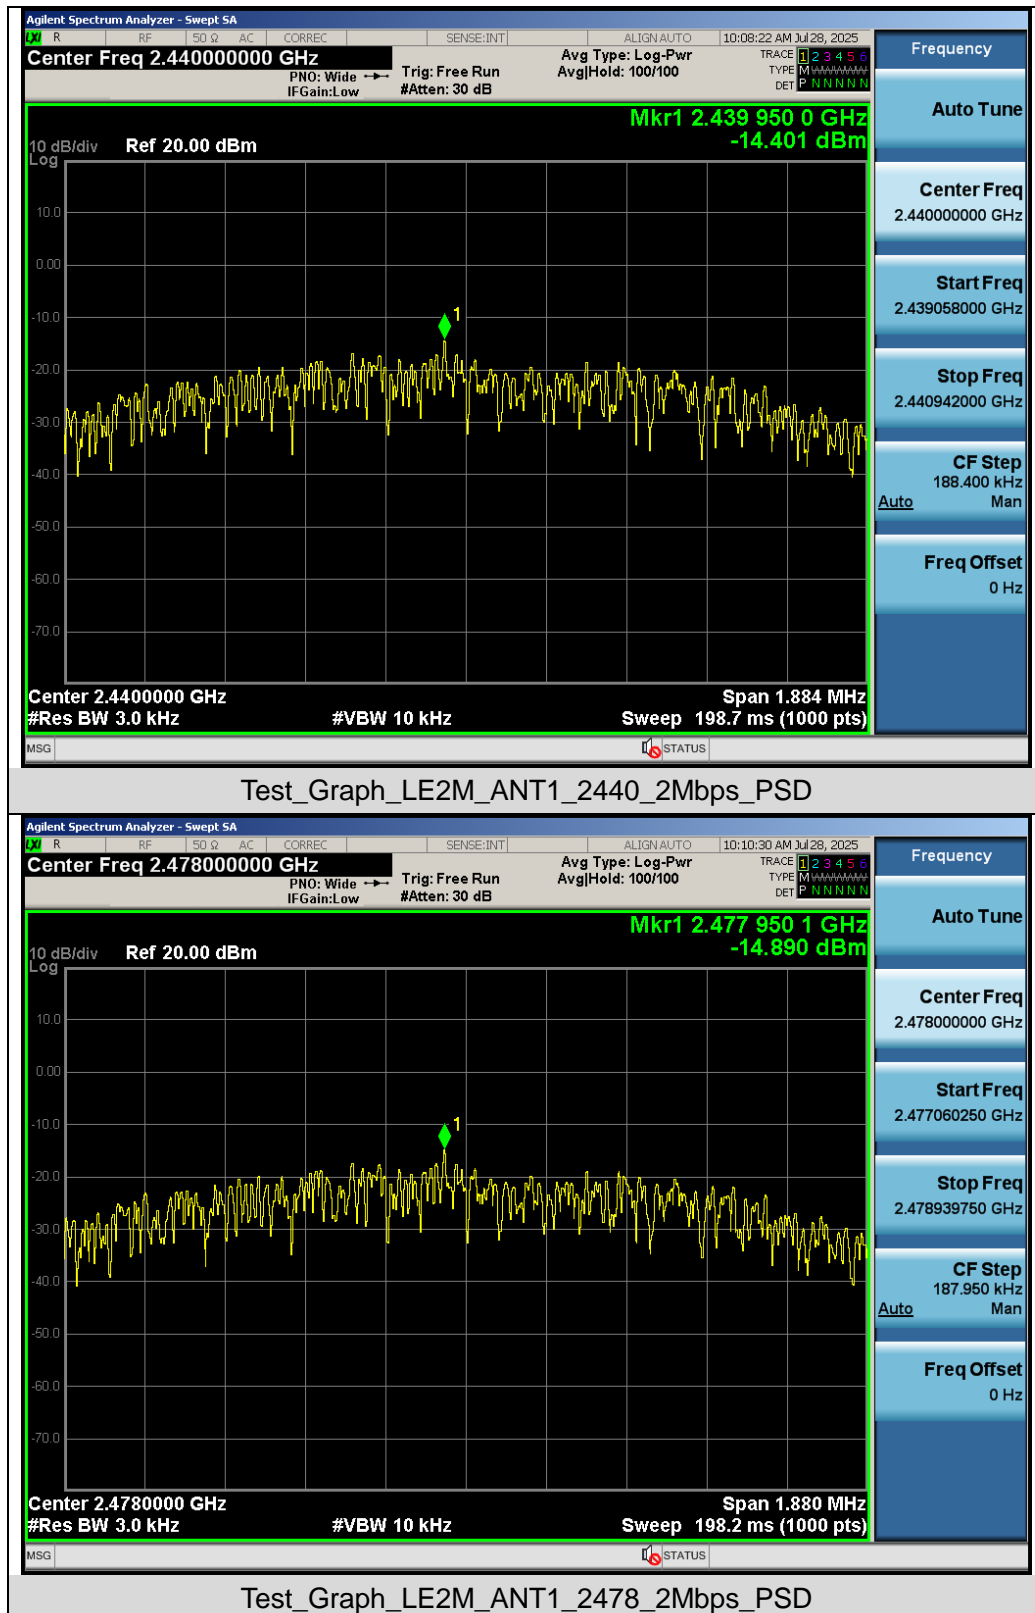 Agilent Spectrum Analyzer - Swept SA
LXI R RF 50 Ω AC CORREC SENSE:INT ALIGN AUTO 10:08:22 AM Jul 28, 2025
Center Freq 2.440000000 GHz
PNO: Wide
IFGain:Low
Trig: Free Run
#Atten: 30 dB
Avg Type: Log-Pwr
Avg|Hold: 100/100
TRACE 1 2 3 4 5 6
TYPE M WWWWW
DET P N N N N N
Mkr1 2.439 950 0 GHz
-14.401 dBm
10 dB/div Ref 20.00 dBm
Log
10.0
0.00
-10.0
1
-20.0
-30.0
-40.0
-50.0
-60.0
-70.0
Center 2.4400000 GHz Span 1.884 MHz
#Res BW 3.0 kHz #VBW 10 kHz Sweep 198.7 ms (1000 pts)
MSG STATUS
Frequency
Auto Tune
Center Freq
2.440000000 GHz
Start Freq
2.439058000 GHz
Stop Freq
2.440942000 GHz
CF Step
188.400 kHz
Auto Man
Freq Offset
0 Hz
Test_Graph_LE2M_ANT1_2440_2Mbps_PSD
Agilent Spectrum Analyzer - Swept SA
LXI R RF 50 Ω AC CORREC SENSE:INT ALIGN AUTO 10:10:30 AM Jul 28, 2025
Center Freq 2.478000000 GHz
PNO: Wide
IFGain:Low
Trig: Free Run
#Atten: 30 dB
Avg Type: Log-Pwr
Avg|Hold: 100/100
TRACE 1 2 3 4 5 6
TYPE M WWWWW
DET P N N N N N
Mkr1 2.477 950 1 GHz
-14.890 dBm
10 dB/div Ref 20.00 dBm
Log
10.0
0.00
-10.0
1
-20.0
-30.0
-40.0
-50.0
-60.0
-70.0
Center 2.4780000 GHz Span 1.880 MHz
#Res BW 3.0 kHz #VBW 10 kHz Sweep 198.2 ms (1000 pts)
MSG STATUS
Frequency
Auto Tune
Center Freq
2.478000000 GHz
Start Freq
2.477060250 GHz
Stop Freq
2.478939750 GHz
CF Step
187.950 kHz
Auto Man
Freq Offset
0 Hz
Test_Graph_LE2M_ANT1_2478_2Mbps_PSD